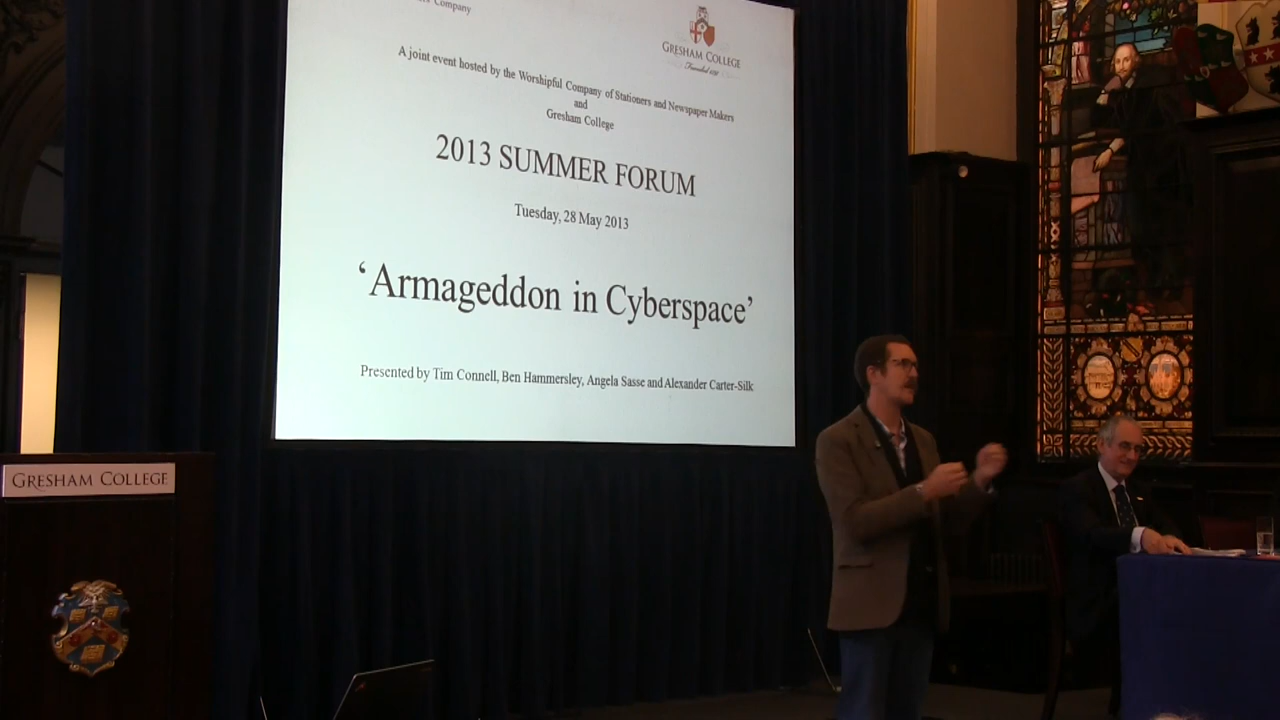 Company
GRESHAM COLLEGE
A joint event hosted by the Worshipful Company of Stationers and Newspaper Makers
and
Gresham College
2013 SUMMER FORUM
Tuesday, 28 May 2013
‘Armageddon in Cyberspace’
Presented by Tim Connell, Ben Hammersley, Angela Sasse and Alexander Carter-Silk
GRESHAM COLLEGE